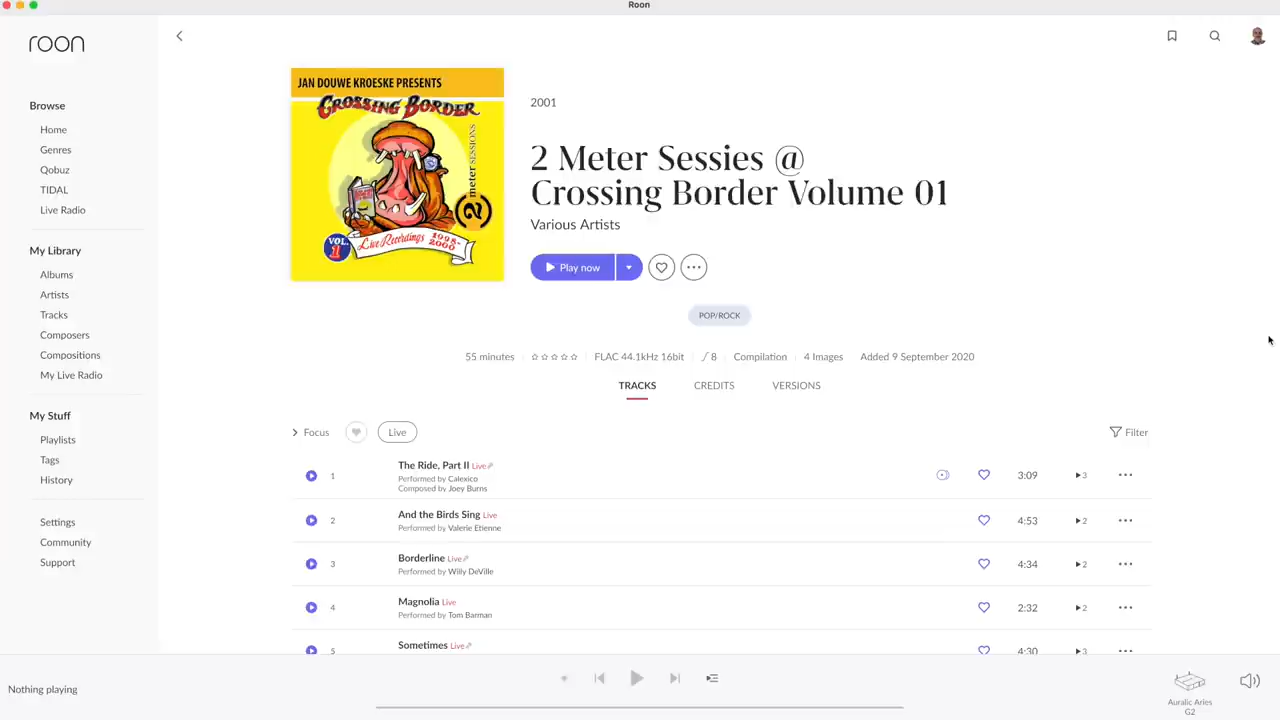 Roon
roon
Browse
Home
Genres
Qobuz
TIDAL
Live Radio
My Library
Albums
Artists
Tracks
Composers
Compositions
My Live Radio
My Stuff
Playlists
Tags
History
Settings
Community
Support
JAN DOUWE KROESKE PRESENTS
CROSSING BORDER
2 meter SESSIONS
VOL. 1
Live Recordings 1998-2000
2001
2 Meter Sessies @
Crossing Border Volume 01
Various Artists
Play now
POP/ROCK
55 minutes FLAC 44.1kHz 16bit 8 Compilation 4 Images Added 9 September 2020
TRACKS CREDITS VERSIONS
Focus Live Filter
1 The Ride, Part II Live 3:09 3
Performed by Calexico
Composed by Joey Burns
2 And the Birds Sing Live 4:53 2
Performed by Valerie Etienne
3 Borderline Live 4:34 2
Performed by Willy DeVille
4 Magnolia Live 2:32 2
Performed by Tom Barman
5 Sometimes Live 4:30 3
Nothing playing
Auralic Aries
G2